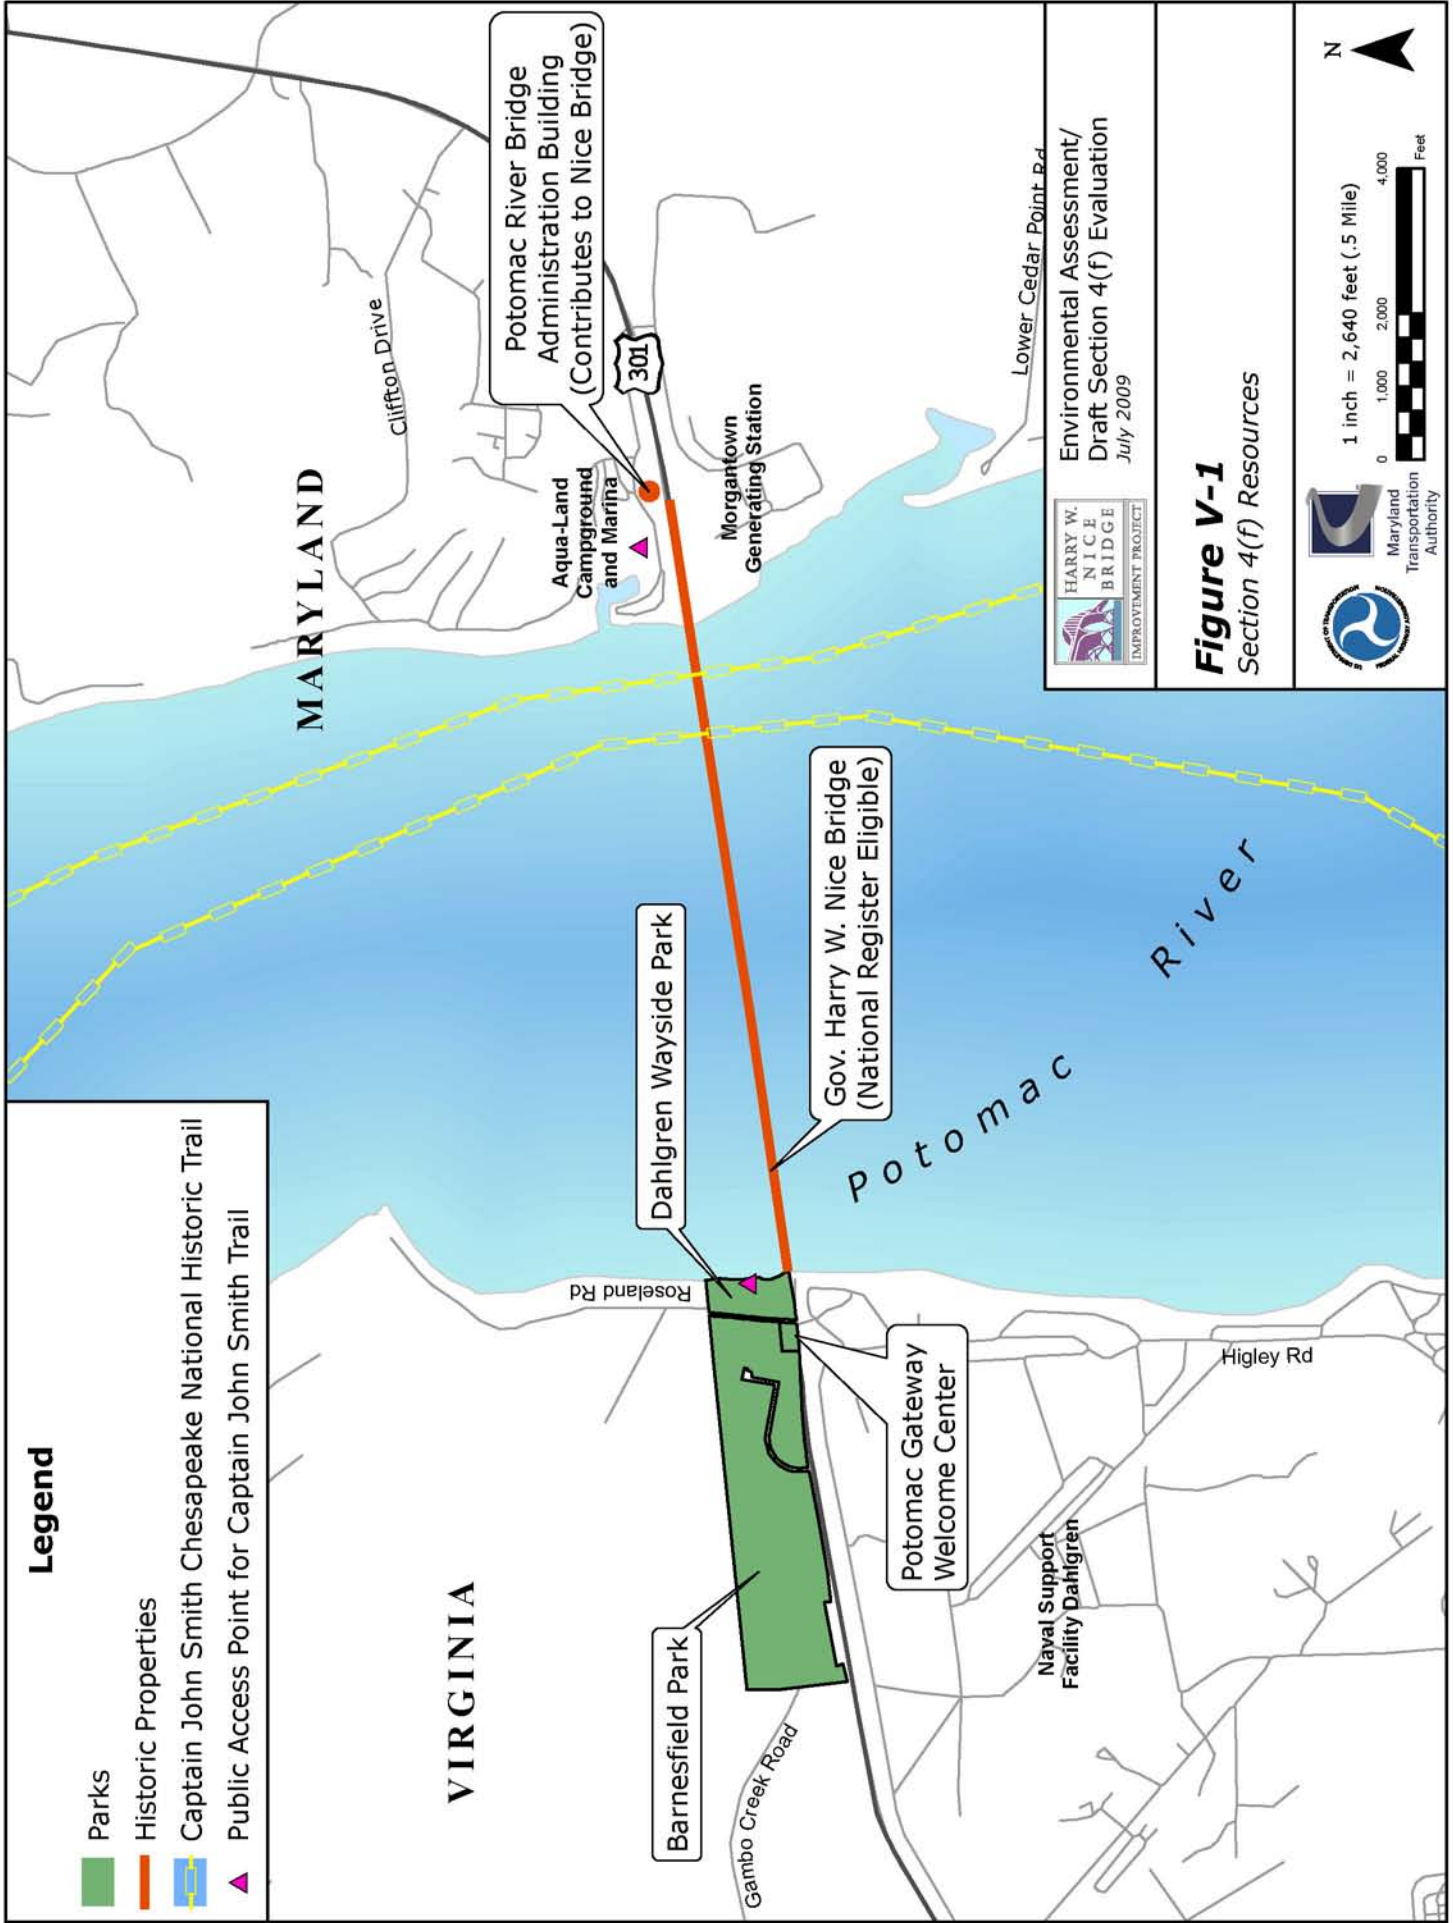 Legend
Parks
Historic Properties
Captain John Smith Chesapeake National Historic Trail
Public Access Point for Captain John Smith Trail
MARYLAND
Cliffton Drive
Potomac River Bridge
Administration Building
(Contributes to Nice Bridge)
301
Aqua-Land
Campground
and Marina
Morgantown
Generating Station
Lower Cedar Point Rd
VIRGINIA
Roseland Rd
Dahlgren Wayside Park
Gov. Harry W. Nice Bridge
(National Register Eligible)
Potomac River
Barnesfield Park
Gambo Creek Road
Potomac Gateway
Welcome Center
Higley Rd
Naval Support
Facility Dahlgren
HARRY W.
NICE
BRIDGE
IMPROVEMENT PROJECT
Environmental Assessment/
Draft Section 4(f) Evaluation
July 2009
Figure V-1
Section 4(f) Resources
Maryland
Transportation
Authority
1 inch = 2,640 feet (.5 Mile)
0 1,000 2,000 4,000
Feet
N